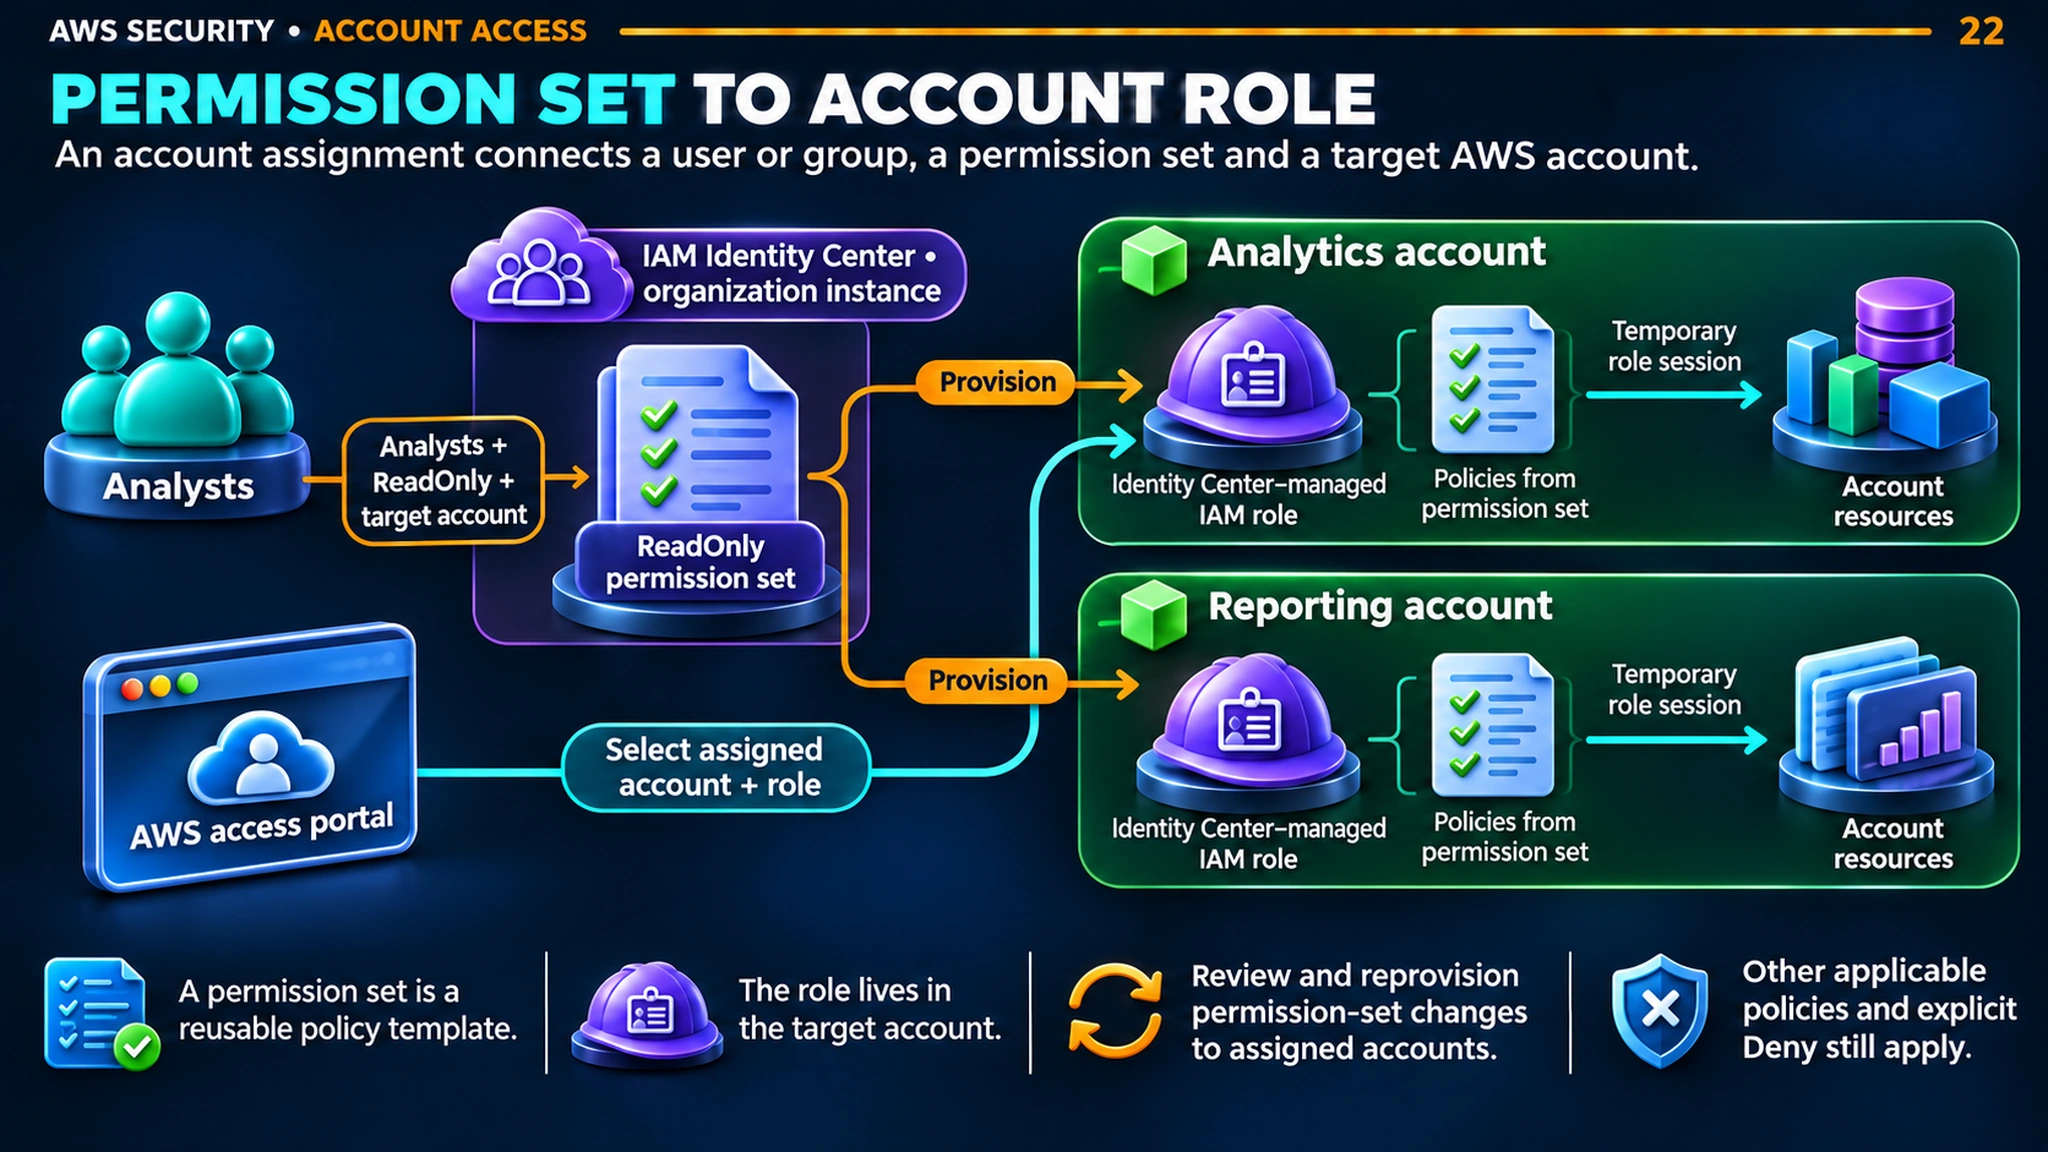 AWS SECURITY • ACCOUNT ACCESS
22
PERMISSION SET TO ACCOUNT ROLE
An account assignment connects a user or group, a permission set and a target AWS account.
IAM Identity Center •
organization instance
Analysts
Analysts +
ReadOnly +
target account
ReadOnly
permission set
Provision
Provision
AWS access portal
Select assigned
account + role
Analytics account
Identity Center–managed
IAM role
Policies from
permission set
Temporary
role session
Account
resources
Reporting account
Identity Center–managed
IAM role
Policies from
permission set
Temporary
role session
Account
resources
A permission set is a
reusable policy template.
The role lives in
the target account.
Review and reprovision
permission-set changes
to assigned accounts.
Other applicable
policies and explicit
Deny still apply.